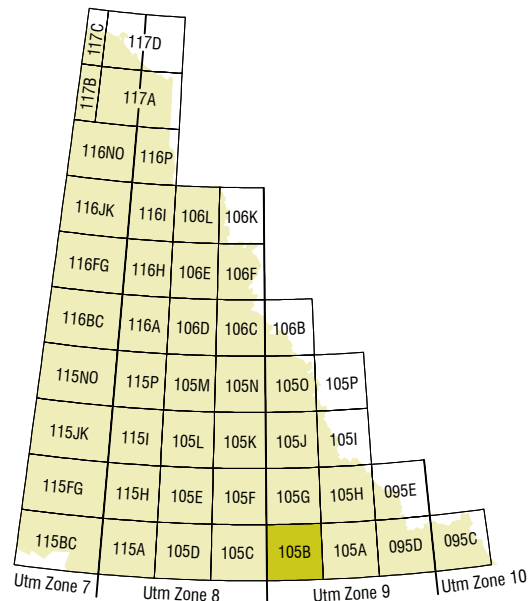 117C 117D
117B 117A
116NO 116P
116JK 116I 106L 106K
116FG 116H 106E 106F
116BC 116A 106D 106C 106B
115NO 115P 105M 105N 105O 105P
115JK 115I 105L 105K 105J 105I
115FG 115H 105E 105F 105G 105H 095E
115BC 115A 105D 105C 105B 105A 095D 095C
Utm Zone 7 Utm Zone 8 Utm Zone 9 Utm Zone 10